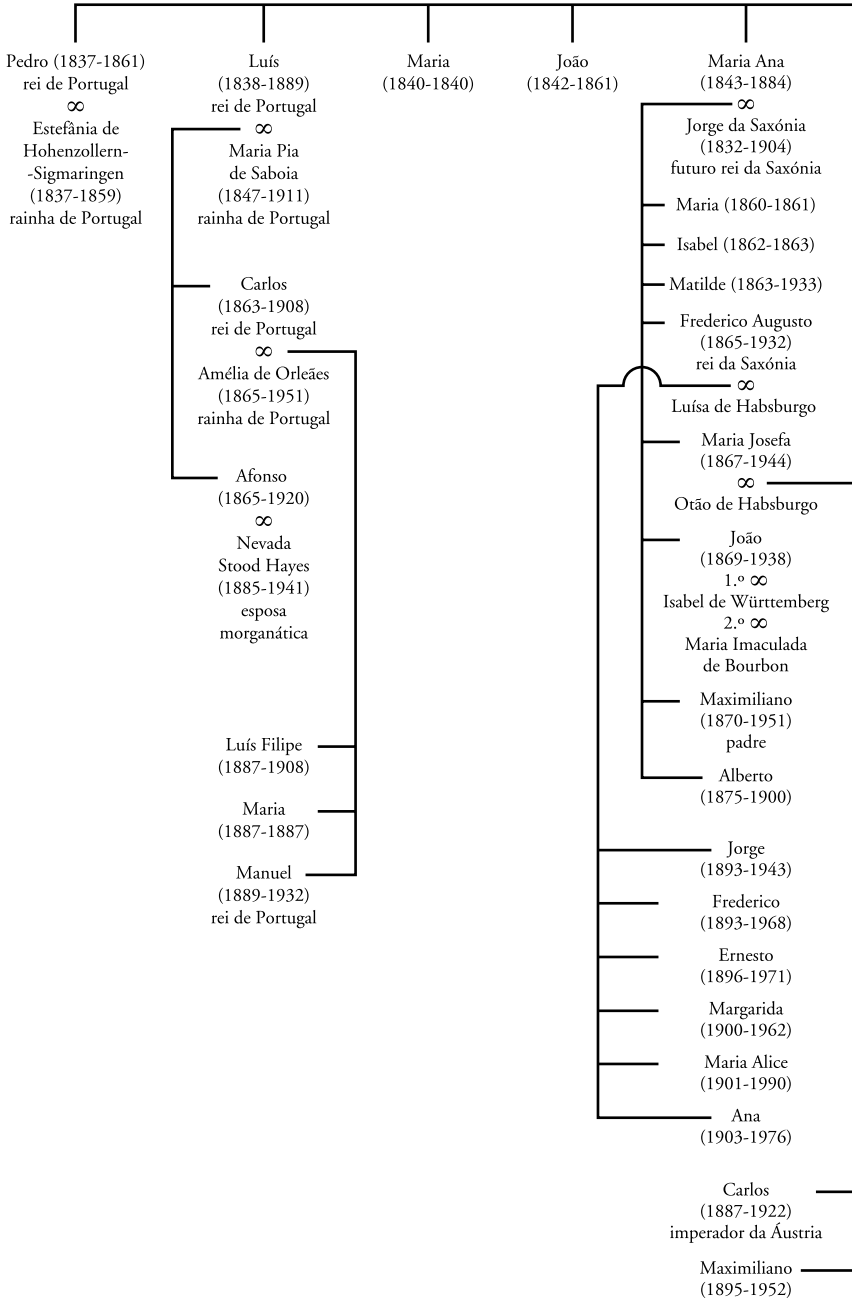 Pedro (1837-1861)
rei de Portugal
∞
Estefânia de
Hohenzollern-
-Sigmaringen
(1837-1859)
rainha de Portugal
Luís
(1838-1889)
rei de Portugal
∞
Maria Pia
de Saboia
(1847-1911)
rainha de Portugal
Carlos
(1863-1908)
rei de Portugal
∞
Amélia de Orleães
(1865-1951)
rainha de Portugal
Afonso
(1865-1920)
∞
Nevada
Stood Hayes
(1885-1941)
esposa
morganática
Luís Filipe
(1887-1908)
Maria
(1887-1887)
Manuel
(1889-1932)
rei de Portugal
Maria
(1840-1840)
João
(1842-1861)
Maria Ana
(1843-1884)
∞
Jorge da Saxónia
(1832-1904)
futuro rei da Saxónia
Maria (1860-1861)
Isabel (1862-1863)
Matilde (1863-1933)
Frederico Augusto
(1865-1932)
rei da Saxónia
∞
Luísa de Habsburgo
Maria Josefa
(1867-1944)
∞
Otão de Habsburgo
João
(1869-1938)
1.º ∞
Isabel de Württemberg
2.º ∞
Maria Imaculada
de Bourbon
Maximiliano
(1870-1951)
padre
Alberto
(1875-1900)
Jorge
(1893-1943)
Frederico
(1893-1968)
Ernesto
(1896-1971)
Margarida
(1900-1962)
Maria Alice
(1901-1990)
Ana
(1903-1976)
Carlos
(1887-1922)
imperador da Áustria
Maximiliano
(1895-1952)